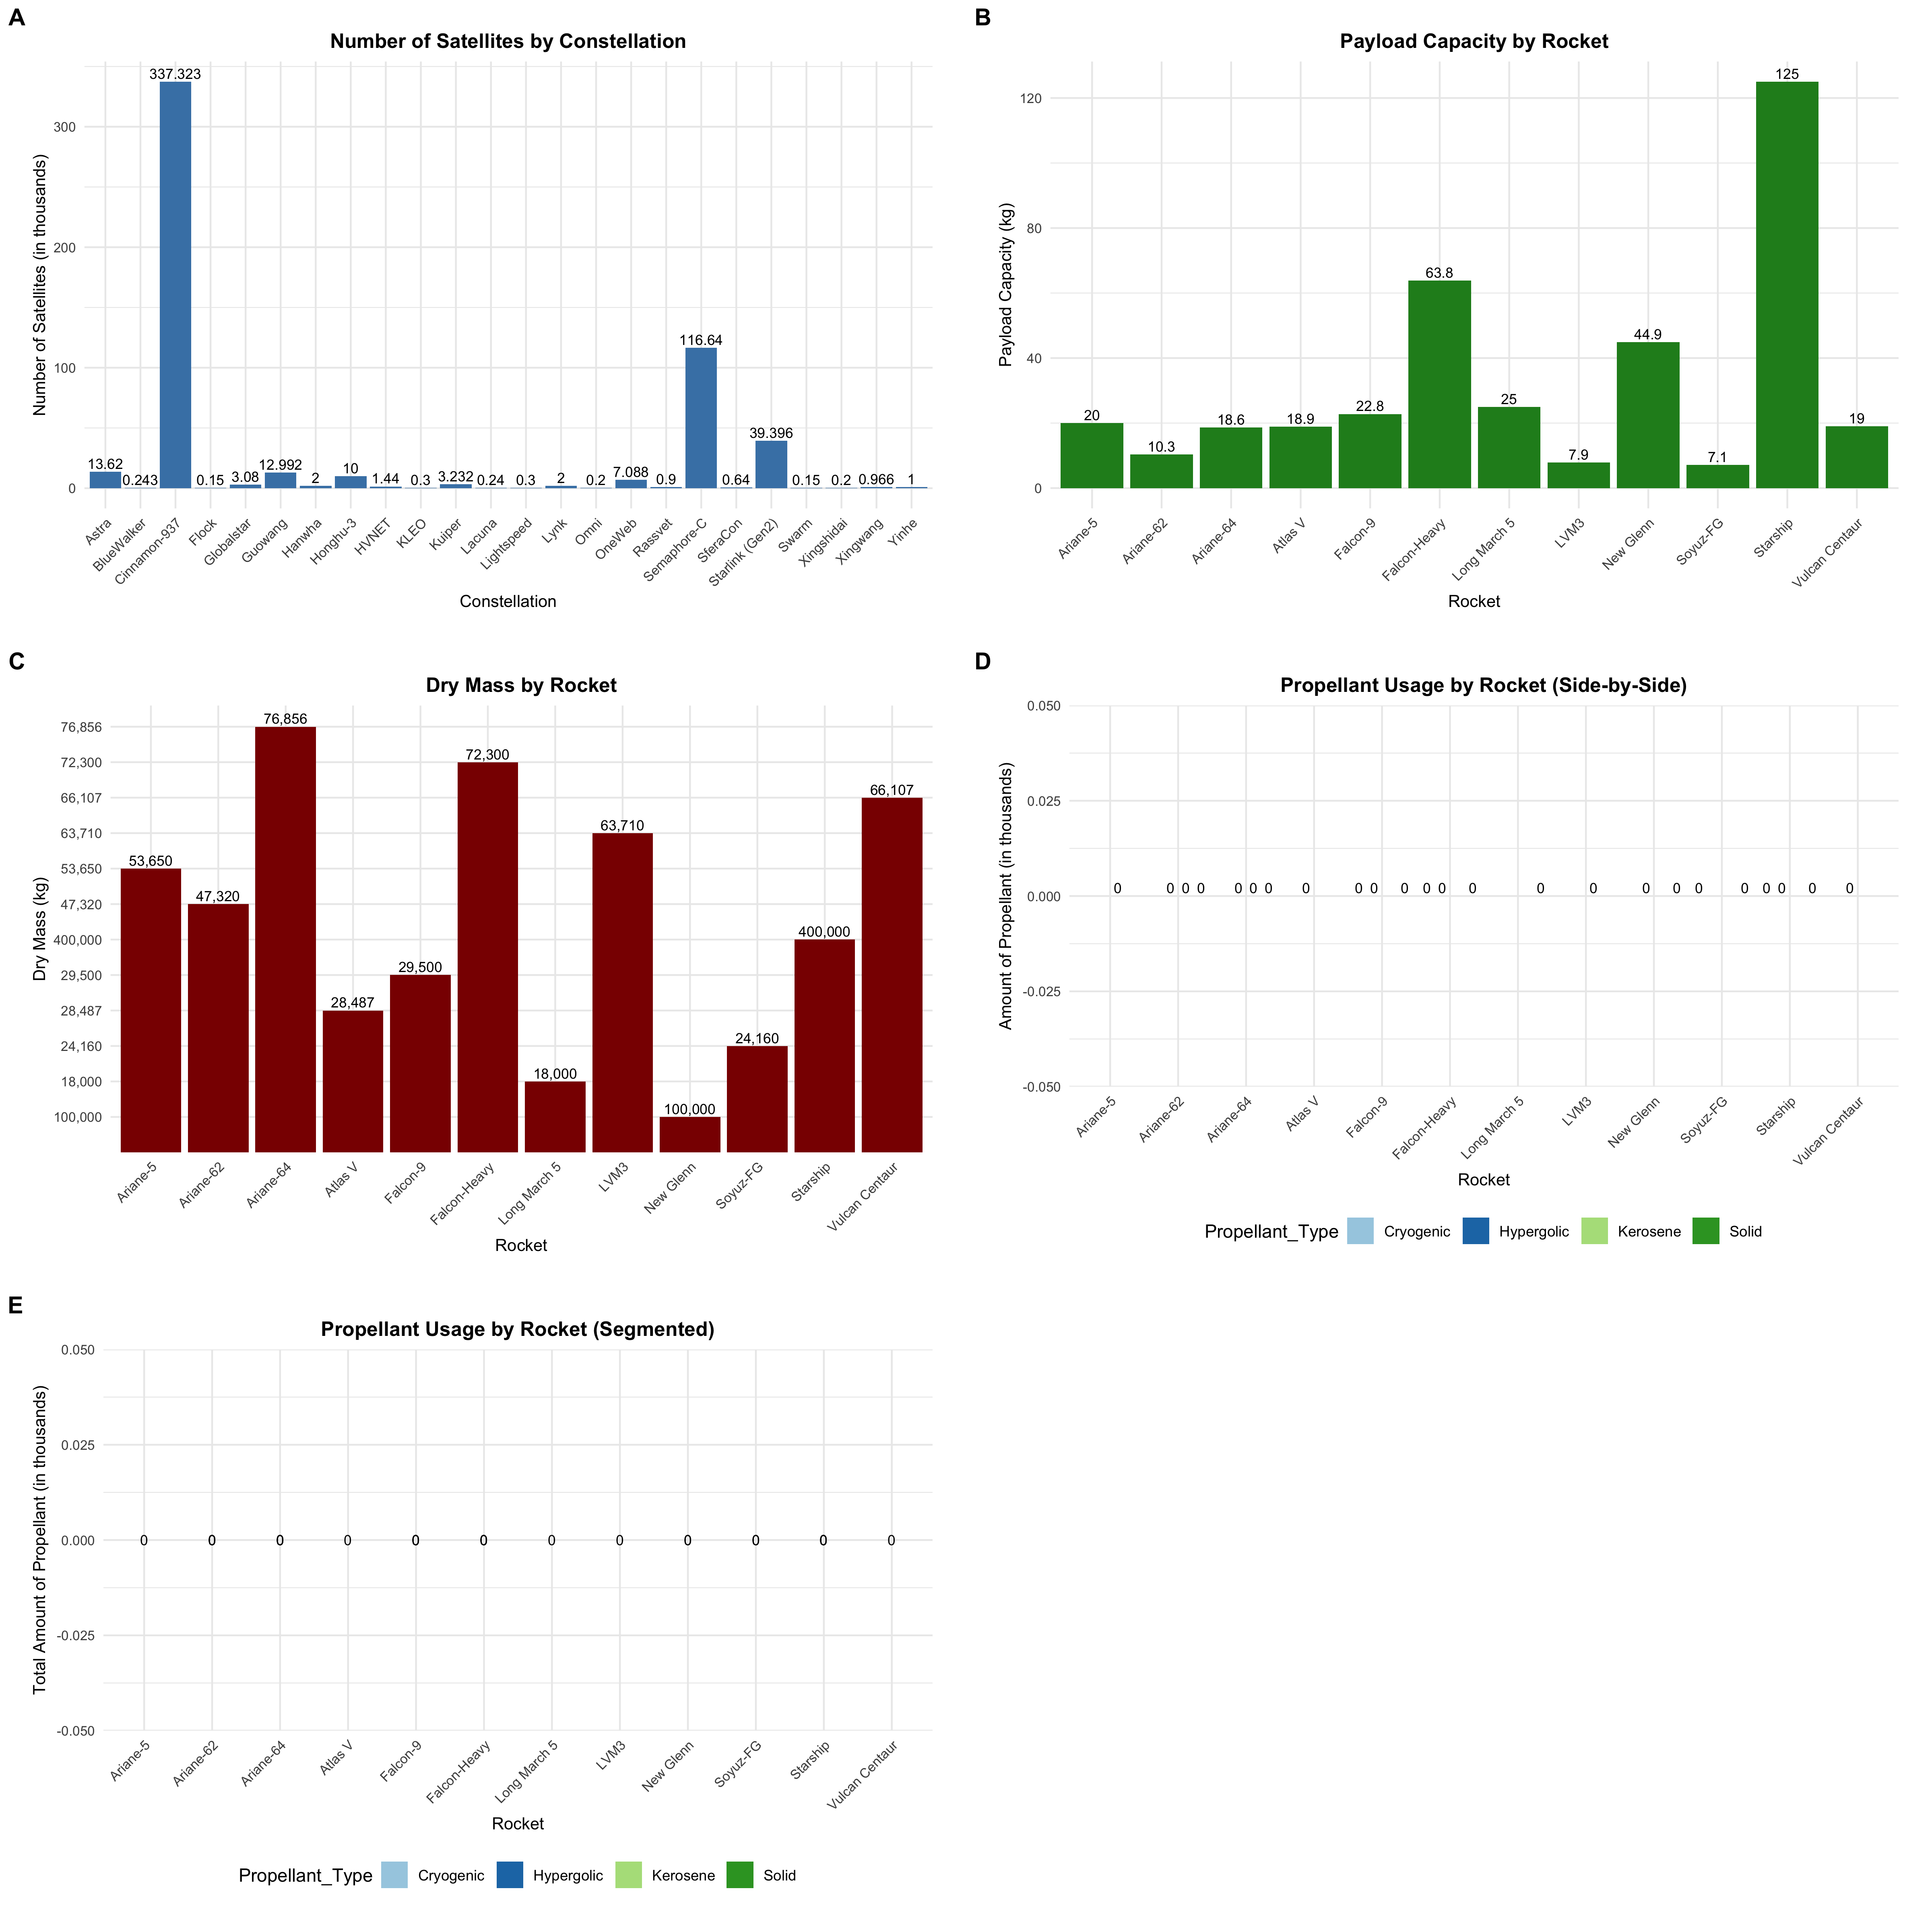 A
Number of Satellites by Constellation
Number of Satellites (in thousands)
300
200
100
0
13.62
0.243
337.323
0.15
3.08
12.992
2
10
1.44
0.3
3.232
0.24
0.3
2
0.2
7.088
0.9
116.64
0.64
39.396
0.15
0.2
0.966
1
Astra
BlueWalker
Cinnamon-937
Flock
Globalstar
Guowang
Hanwha
Honghu-3
HVNET
KLEO
Kuiper
Lacuna
Lightspeed
Lynk
Omni
OneWeb
Rassvet
Semaphore-C
SferaCon
Starlink (Gen2)
Swarm
Xingshidai
Xingwang
Yinhe
Constellation
B
Payload Capacity by Rocket
Payload Capacity (kg)
120
80
40
0
20
10.3
18.6
18.9
22.8
63.8
25
7.9
44.9
7.1
125
19
Ariane-5
Ariane-62
Ariane-64
Atlas V
Falcon-9
Falcon-Heavy
Long March 5
LVM3
New Glenn
Soyuz-FG
Starship
Vulcan Centaur
Rocket
C
Dry Mass by Rocket
Dry Mass (kg)
76,856
72,300
66,107
63,710
53,650
47,320
400,000
29,500
28,487
24,160
18,000
100,000
53,650
47,320
76,856
28,487
29,500
72,300
18,000
63,710
100,000
24,160
400,000
66,107
Ariane-5
Ariane-62
Ariane-64
Atlas V
Falcon-9
Falcon-Heavy
Long March 5
LVM3
New Glenn
Soyuz-FG
Starship
Vulcan Centaur
Rocket
D
Propellant Usage by Rocket (Side-by-Side)
Amount of Propellant (in thousands)
0.050
0.025
0.000
-0.025
-0.050
0 0 0 0 0 0 0 0 0 0 0 0 0 0 0 0 0 0 0 0 0 0 0 0
Ariane-5
Ariane-62
Ariane-64
Atlas V
Falcon-9
Falcon-Heavy
Long March 5
LVM3
New Glenn
Soyuz-FG
Starship
Vulcan Centaur
Rocket
Propellant_Type Cryogenic Hypergolic Kerosene Solid
E
Propellant Usage by Rocket (Segmented)
Total Amount of Propellant (in thousands)
0.050
0.025
0.000
-0.025
-0.050
0 0 0 0 0 0 0 0 0 0 0 0
Ariane-5
Ariane-62
Ariane-64
Atlas V
Falcon-9
Falcon-Heavy
Long March 5
LVM3
New Glenn
Soyuz-FG
Starship
Vulcan Centaur
Rocket
Propellant_Type Cryogenic Hypergolic Kerosene Solid